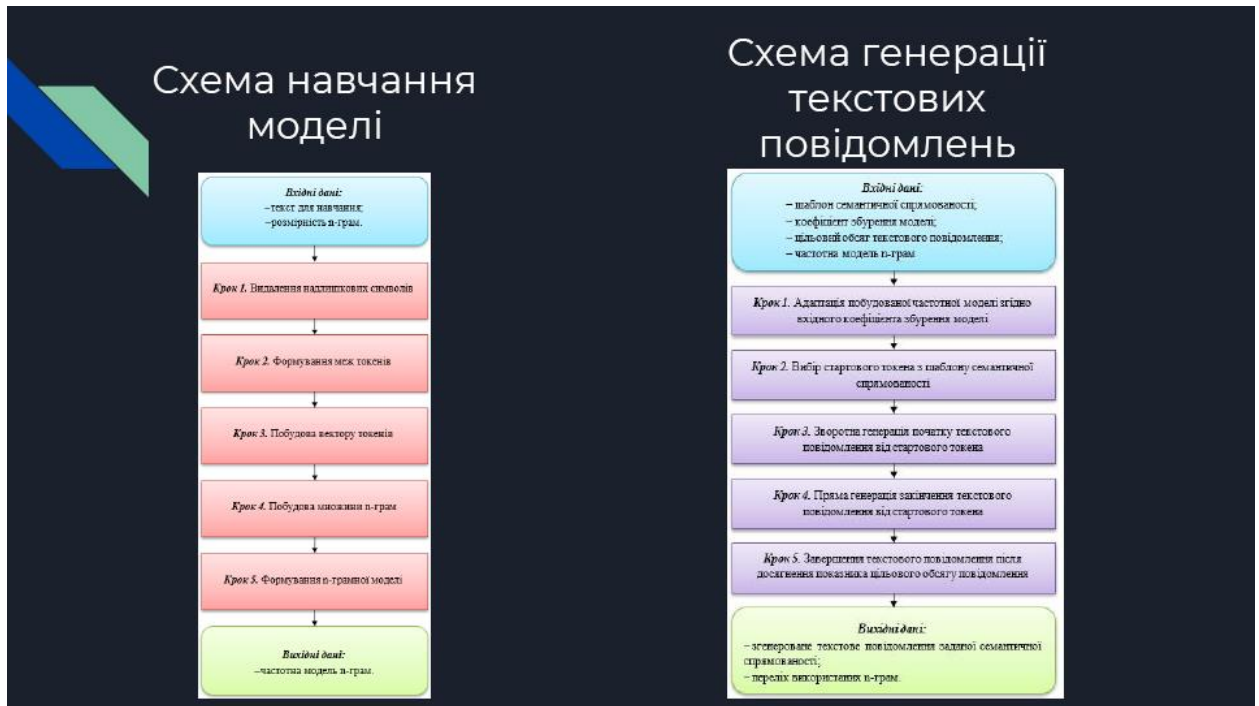 Схема навчання
моделі
Вхідні дані:
–текст для навчання;
–розмірність n-грам.
Крок 1. Видалення надлишкових символів
Крок 2. Формування меж токенів
Крок 3. Побудова вектору токенів
Крок 4. Побудова множини n-грам
Крок 5. Формування n-грамної моделі
Вихідні дані:
–частотна модель n-грам.
Схема генерації
текстових
повідомлень
Вхідні дані:
– шаблон семантичної спрямованості;
– коефіцієнт збурення моделі;
– цільовий обсяг текстового повідомлення;
– частотна модель n-грам
Крок 1. Адаптація побудованої частотної моделі згідно
вхідного коефіцієнта збурення моделі
Крок 2. Вибір стартового токена з шаблону семантичної
спрямованості
Крок 3. Зворотна генерація початку текстового
повідомлення від стартового токена
Крок 4. Пряма генерація закінчення текстового
повідомлення від стартового токена
Крок 5. Завершення текстового повідомлення після
досягнення показника цільового обсягу повідомлення
Вихідні дані:
– згенероване текстове повідомлення заданої семантичної
спрямованості;
– перелік використання n-грам.